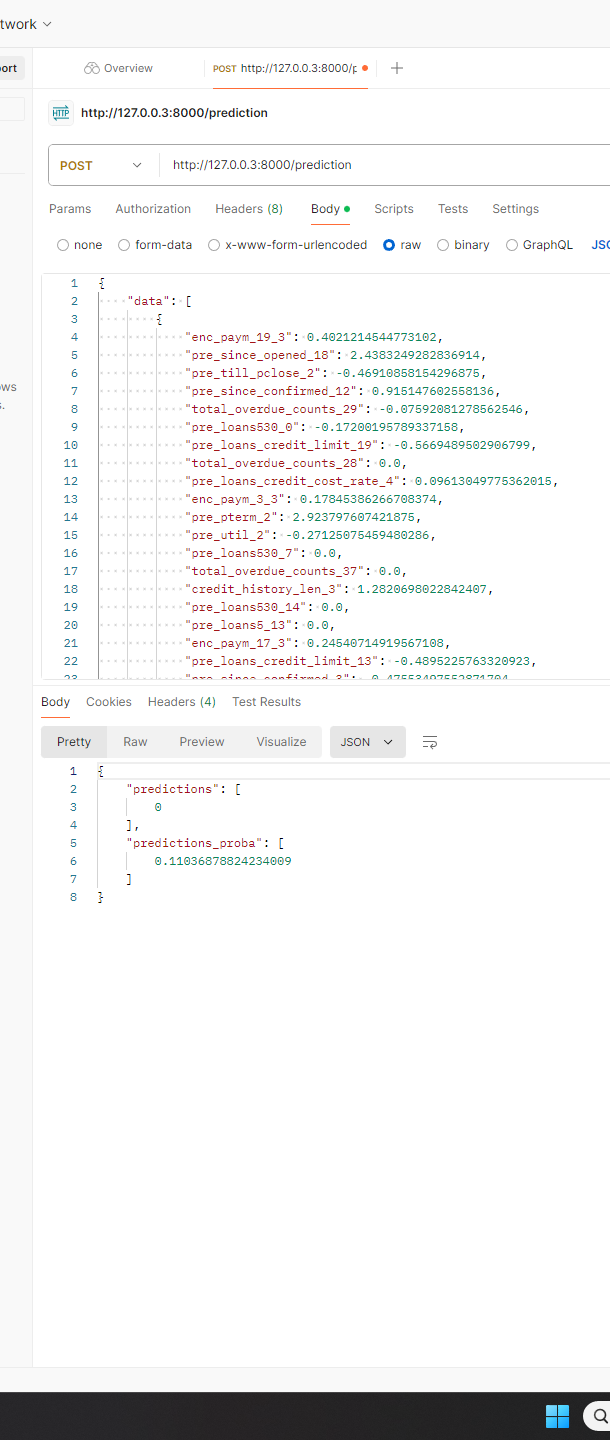 twork
ort
Overview
POST http://127.0.0.3:8000/p
HTTP http://127.0.0.3:8000/prediction
POST http://127.0.0.3:8000/prediction
Params Authorization Headers (8) Body Scripts Tests Settings
none form-data x-www-form-urlencoded raw binary GraphQL JSO
1 {
2 "data": [
3 {
4 "enc_paym_19_3": 0.4021214544773102,
5 "pre_since_opened_18": 2.4383249282836914,
6 "pre_till_pclose_2": -0.46910858154296875,
7 "pre_since_confirmed_12": 0.915147602558136,
8 "total_overdue_counts_29": -0.07592081278562546,
9 "pre_loans530_0": -0.17200195789337158,
10 "pre_loans_credit_limit_19": -0.5669489502906799,
11 "total_overdue_counts_28": 0.0,
12 "pre_loans_credit_cost_rate_4": 0.09613049775362015,
13 "enc_paym_3_3": 0.17845386266708374,
14 "pre_pterm_2": 2.923797607421875,
15 "pre_util_2": -0.27125075459480286,
16 "pre_loans530_7": 0.0,
17 "total_overdue_counts_37": 0.0,
18 "credit_history_len_3": 1.2820698022842407,
19 "pre_loans530_14": 0.0,
20 "pre_loans5_13": 0.0,
21 "enc_paym_17_3": 0.24540714919567108,
22 "pre_loans_credit_limit_13": -0.4895225763320923,
23 "pre_since_confirmed_3": -0.47553497552871704
ows
s.
Body Cookies Headers (4) Test Results
Pretty Raw Preview Visualize JSON
1 {
2 "predictions": [
3 0
4 ],
5 "predictions_proba": [
6 0.11036878824234009
7 ]
8 }